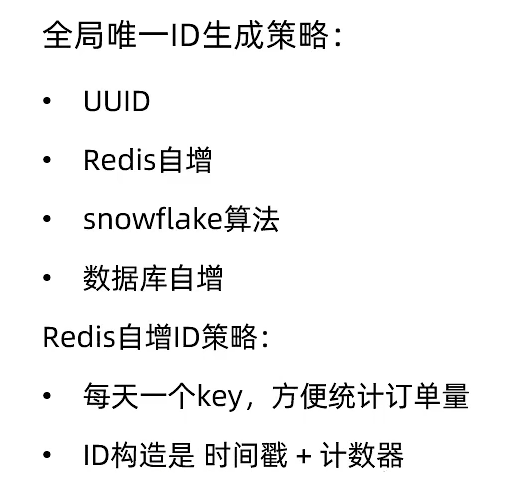 全局唯一ID生成策略：
• UUID
• Redis自增
• snowflake算法
• 数据库自增
Redis自增ID策略：
• 每天一个key，方便统计订单量
• ID构造是 时间戳 + 计数器